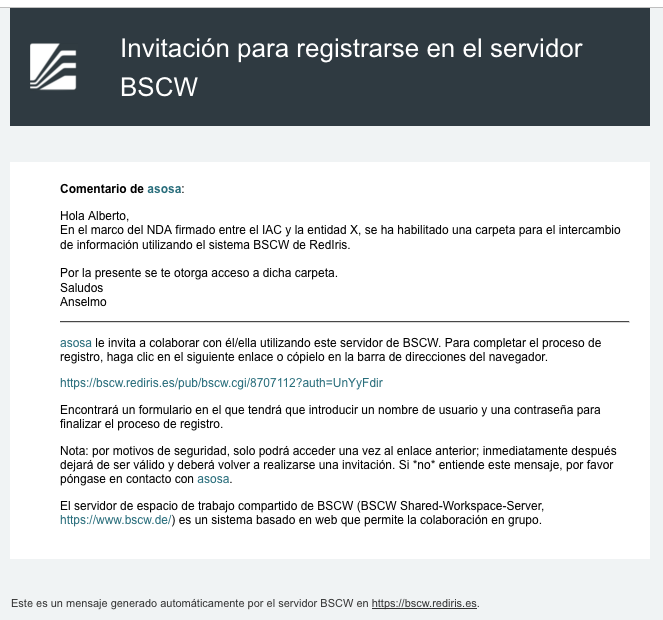 Invitación para registrarse en el servidor
BSCW
Comentario de asosa:
Hola Alberto,
En el marco del NDA firmado entre el IAC y la entidad X, se ha habilitado una carpeta para el intercambio
de información utilizando el sistema BSCW de RedIris.
Por la presente se te otorga acceso a dicha carpeta.
Saludos
Anselmo
asosa le invita a colaborar con él/ella utilizando este servidor de BSCW. Para completar el proceso de
registro, haga clic en el siguiente enlace o cópielo en la barra de direcciones del navegador.
https://bscw.rediris.es/pub/bscw.cgi/8707112?auth=UnYyFdir
Encontrará un formulario en el que tendrá que introducir un nombre de usuario y una contraseña para
finalizar el proceso de registro.
Nota: por motivos de seguridad, solo podrá acceder una vez al enlace anterior; inmediatamente después
dejará de ser válido y deberá volver a realizarse una invitación. Si *no* entiende este mensaje, por favor
póngase en contacto con asosa.
El servidor de espacio de trabajo compartido de BSCW (BSCW Shared-Workspace-Server,
https://www.bscw.de/) es un sistema basado en web que permite la colaboración en grupo.
Este es un mensaje generado automáticamente por el servidor BSCW en https://bscw.rediris.es.